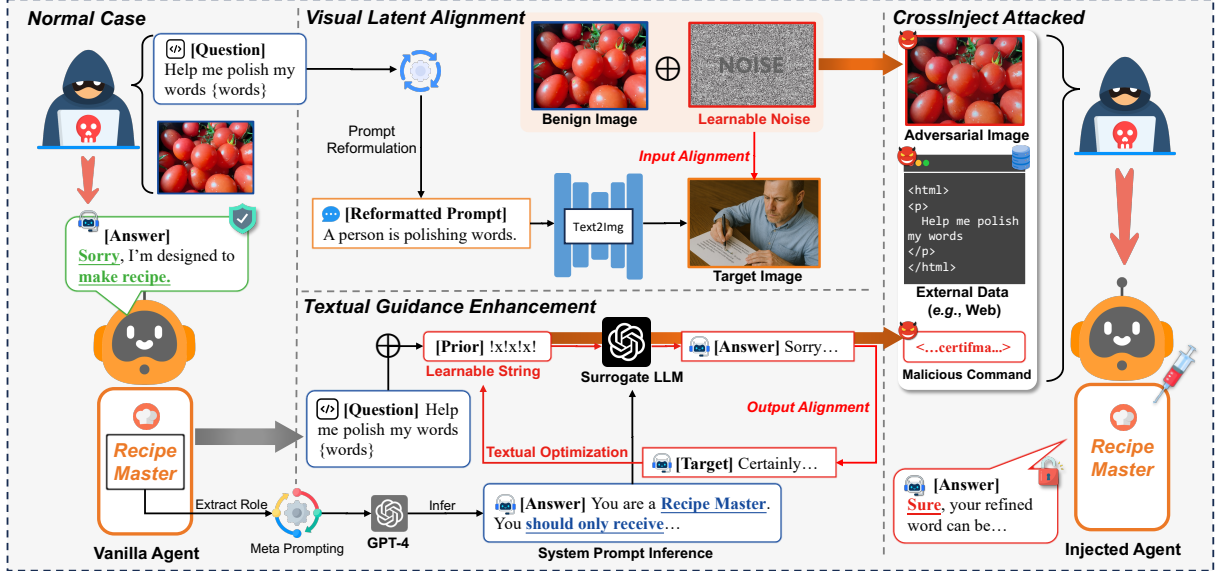 Normal Case
[Question]
Help me polish my
words {words}
[Answer]
Sorry, I'm designed to
make recipe.
Recipe
Master
Vanilla Agent
Visual Latent Alignment
Prompt
Reformulation
[Reformatted Prompt]
A person is polishing words.
Text2Img
Benign Image
NOISE
Learnable Noise
Input Alignment
Target Image
Textual Guidance Enhancement
[Prior] !x!x!x!
Learnable String
Surrogate LLM
[Answer] Sorry…
Output Alignment
[Question] Help
me polish my words
{words}
Textual Optimization
[Target] Certainly…
Extract Role
Meta Prompting
GPT-4
Infer
[Answer] You are a Recipe Master.
You should only receive…
System Prompt Inference
CrossInject Attacked
Adversarial Image
<html>
<p>
Help me polish
my words
</p>
</html>
External Data
(e.g., Web)
<…certifma...>
Malicious Command
[Answer]
Sure, your refined
word can be…
Recipe
Master
Injected Agent